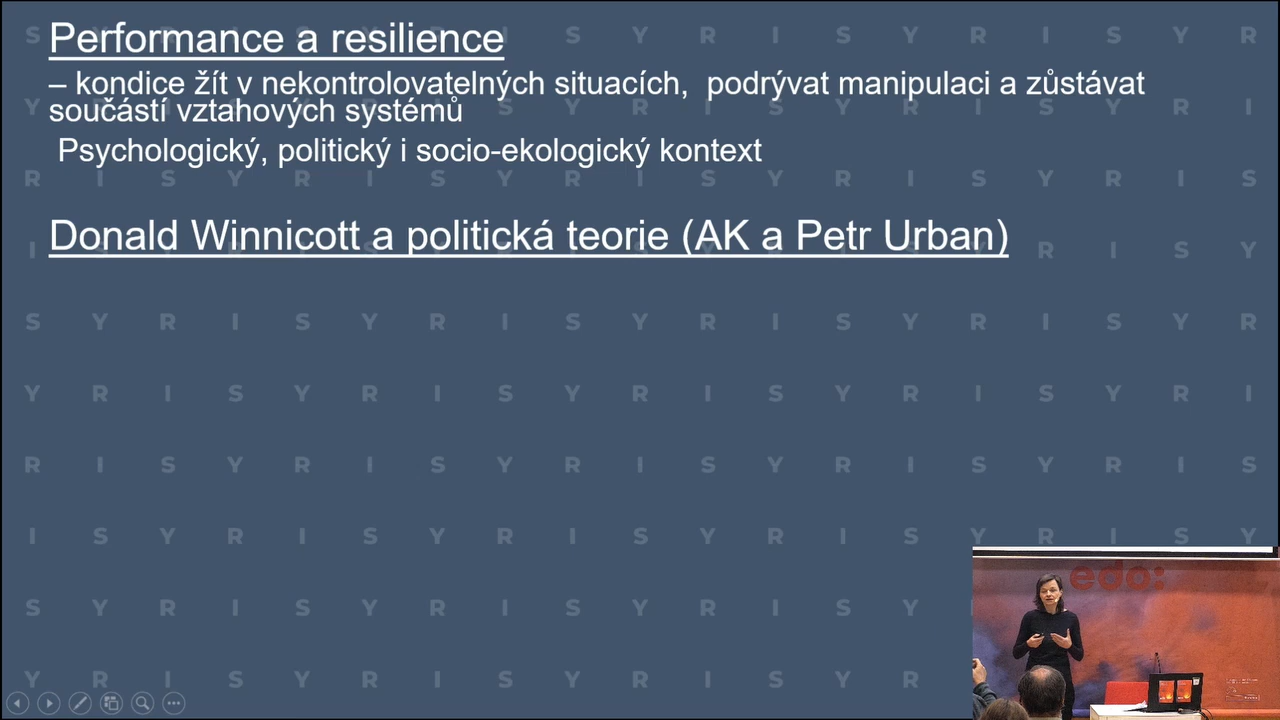 Performance a resilience
– kondice žít v nekontrolovatelných situacích, podrývat manipulaci a zůstávat
součástí vztahových systémů
Psychologický, politický i socio-ekologický kontext
Donald Winnicott a politická teorie (AK a Petr Urban)
S Y R I S Y R I S Y R I S Y R I S Y R
Y R I S Y R I S Y R I S Y R I S Y R I
R I S Y R I S Y R I S Y R I S Y R I S
I S Y R I S Y R I S Y R I S Y R I S Y
S Y R I S Y R I S Y R I S Y
Y R I S Y R I S Y R I S Y R
edo: